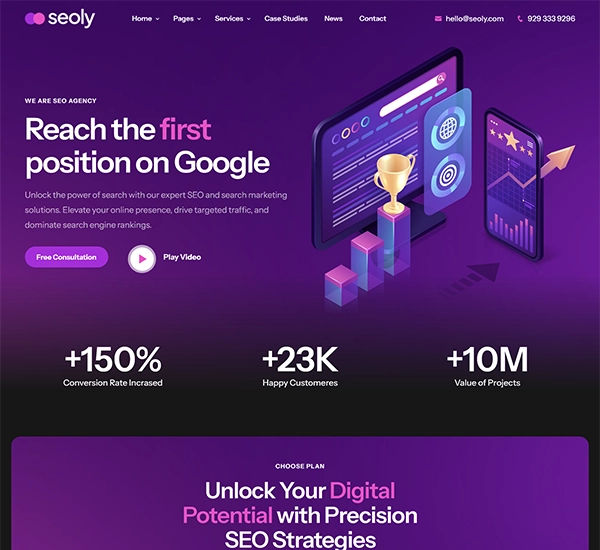 seoly
Home Pages Services Case Studies News Contact
hello@seoly.com 929 333 9296
WE ARE SEO AGENCY
Reach the first
position on Google
Unlock the power of search with our expert SEO and search marketing
solutions. Elevate your online presence, drive targeted traffic, and
dominate search engine rankings.
Free Consultation Play Video
+150% +23K +10M
Conversion Rate Incrased Happy Customeres Value of Projects
CHOOSE PLAN
Unlock Your Digital
Potential with Precision
SEO Strategies